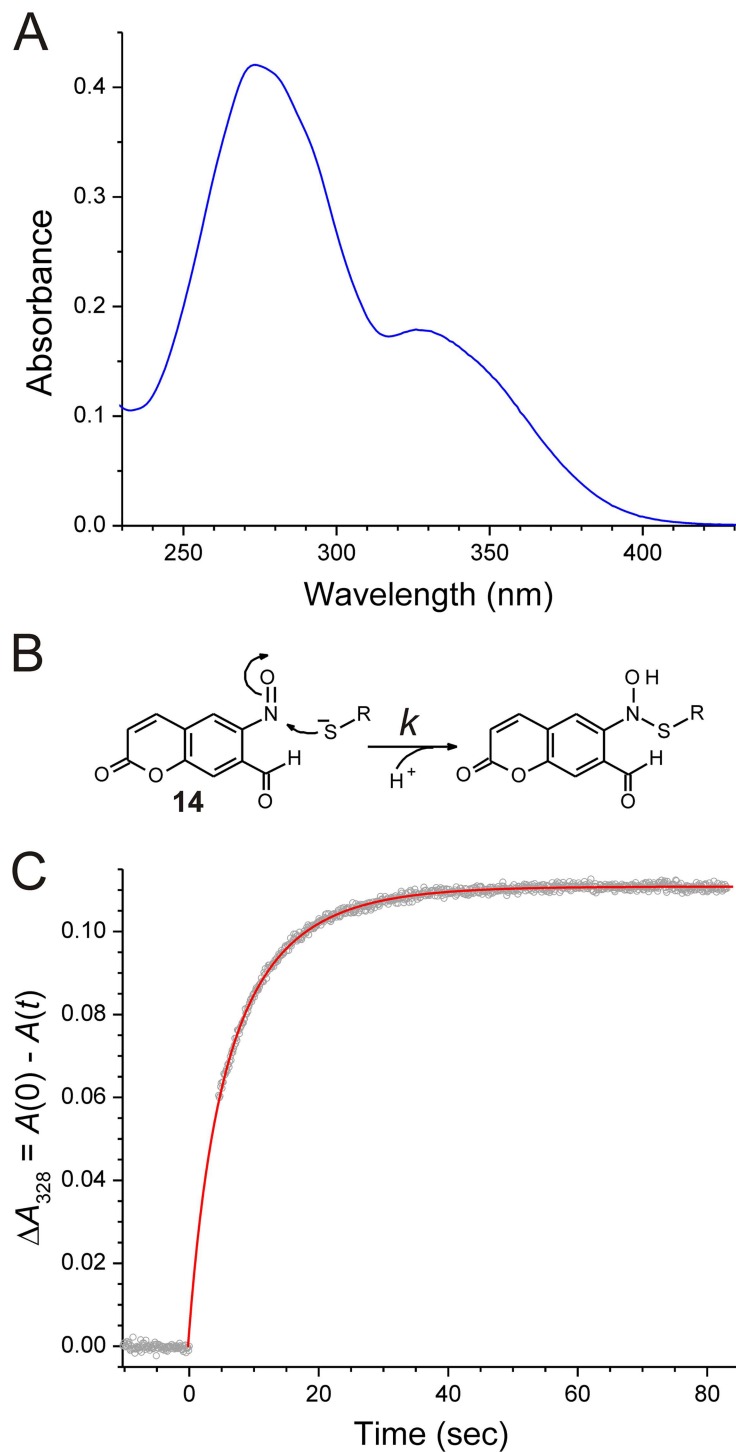 A
Absorbance
0.4
0.3
0.2
0.1
0.0
250 300 350 400
Wavelength (nm)
B
O
N
S̄
R
k
H⁺
O
O
H
O
14
O H
N
S
R
O
O
H
O
C
ΔA₃₂₈ = A(0) - A(t)
0.10
0.08
0.06
0.04
0.02
0.00
0 20 40 60 80
Time (sec)